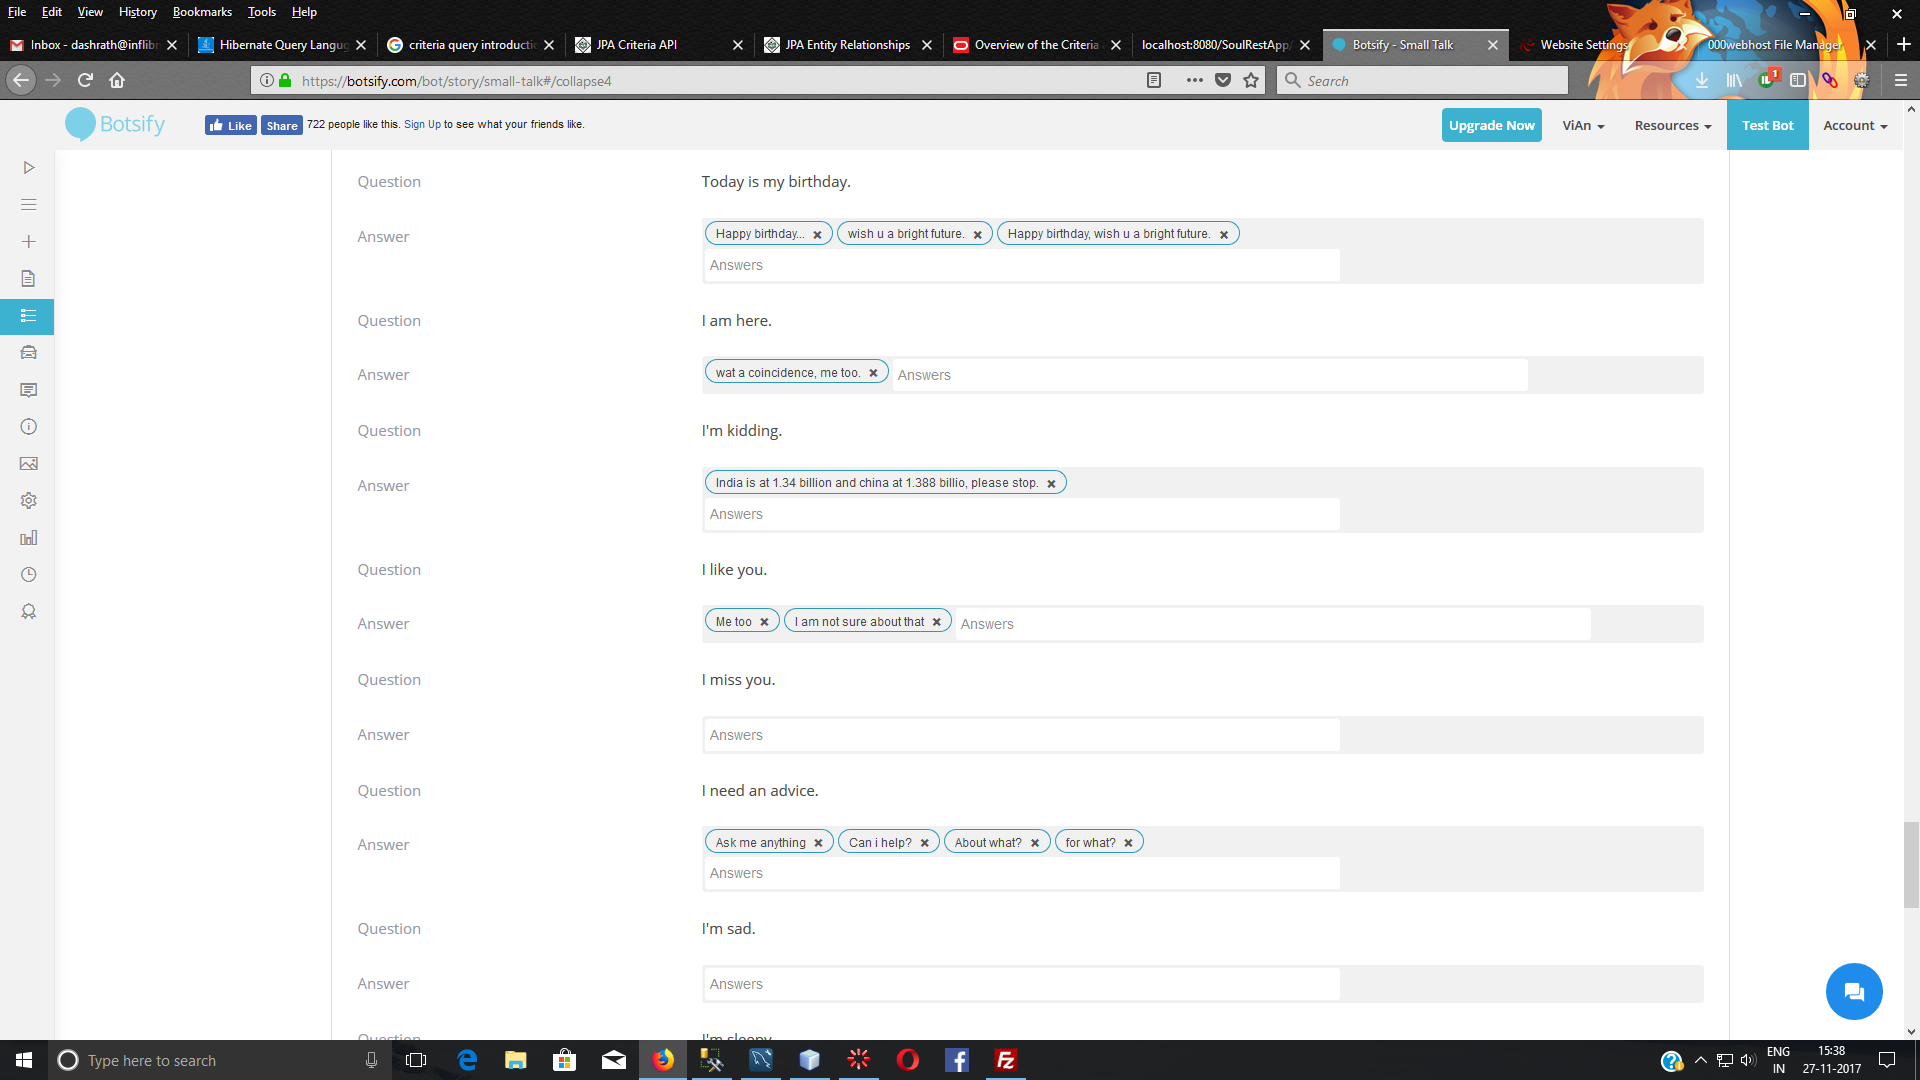 File Edit View History Bookmarks Tools Help
Inbox - dashrath@inflibn
Hibernate Query Langug
criteria query introductio
JPA Criteria API
JPA Entity Relationships
Overview of the Criteria
localhost:8080/SoulRestApp/
Botsify - Small Talk
Website Settings
000webhost File Manager
https://botsify.com/bot/story/small-talk#/collapse4
Search
1
Botsify
Like Share 722 people like this. Sign Up to see what your friends like.
Upgrade Now ViAn Resources Test Bot Account
Question Today is my birthday.
Answer Happy birthday... wish u a bright future. Happy birthday, wish u a bright future.
Answers
Question I am here.
Answer wat a coincidence, me too. Answers
Question I'm kidding.
Answer India is at 1.34 billion and china at 1.388 billio, please stop.
Answers
Question I like you.
Answer Me too I am not sure about that Answers
Question I miss you.
Answer Answers
Question I need an advice.
Answer Ask me anything Can i help? About what? for what?
Answers
Question I'm sad.
Answer Answers
Question I'm sleepy.
Type here to search
ENG
IN
15:38
27-11-2017